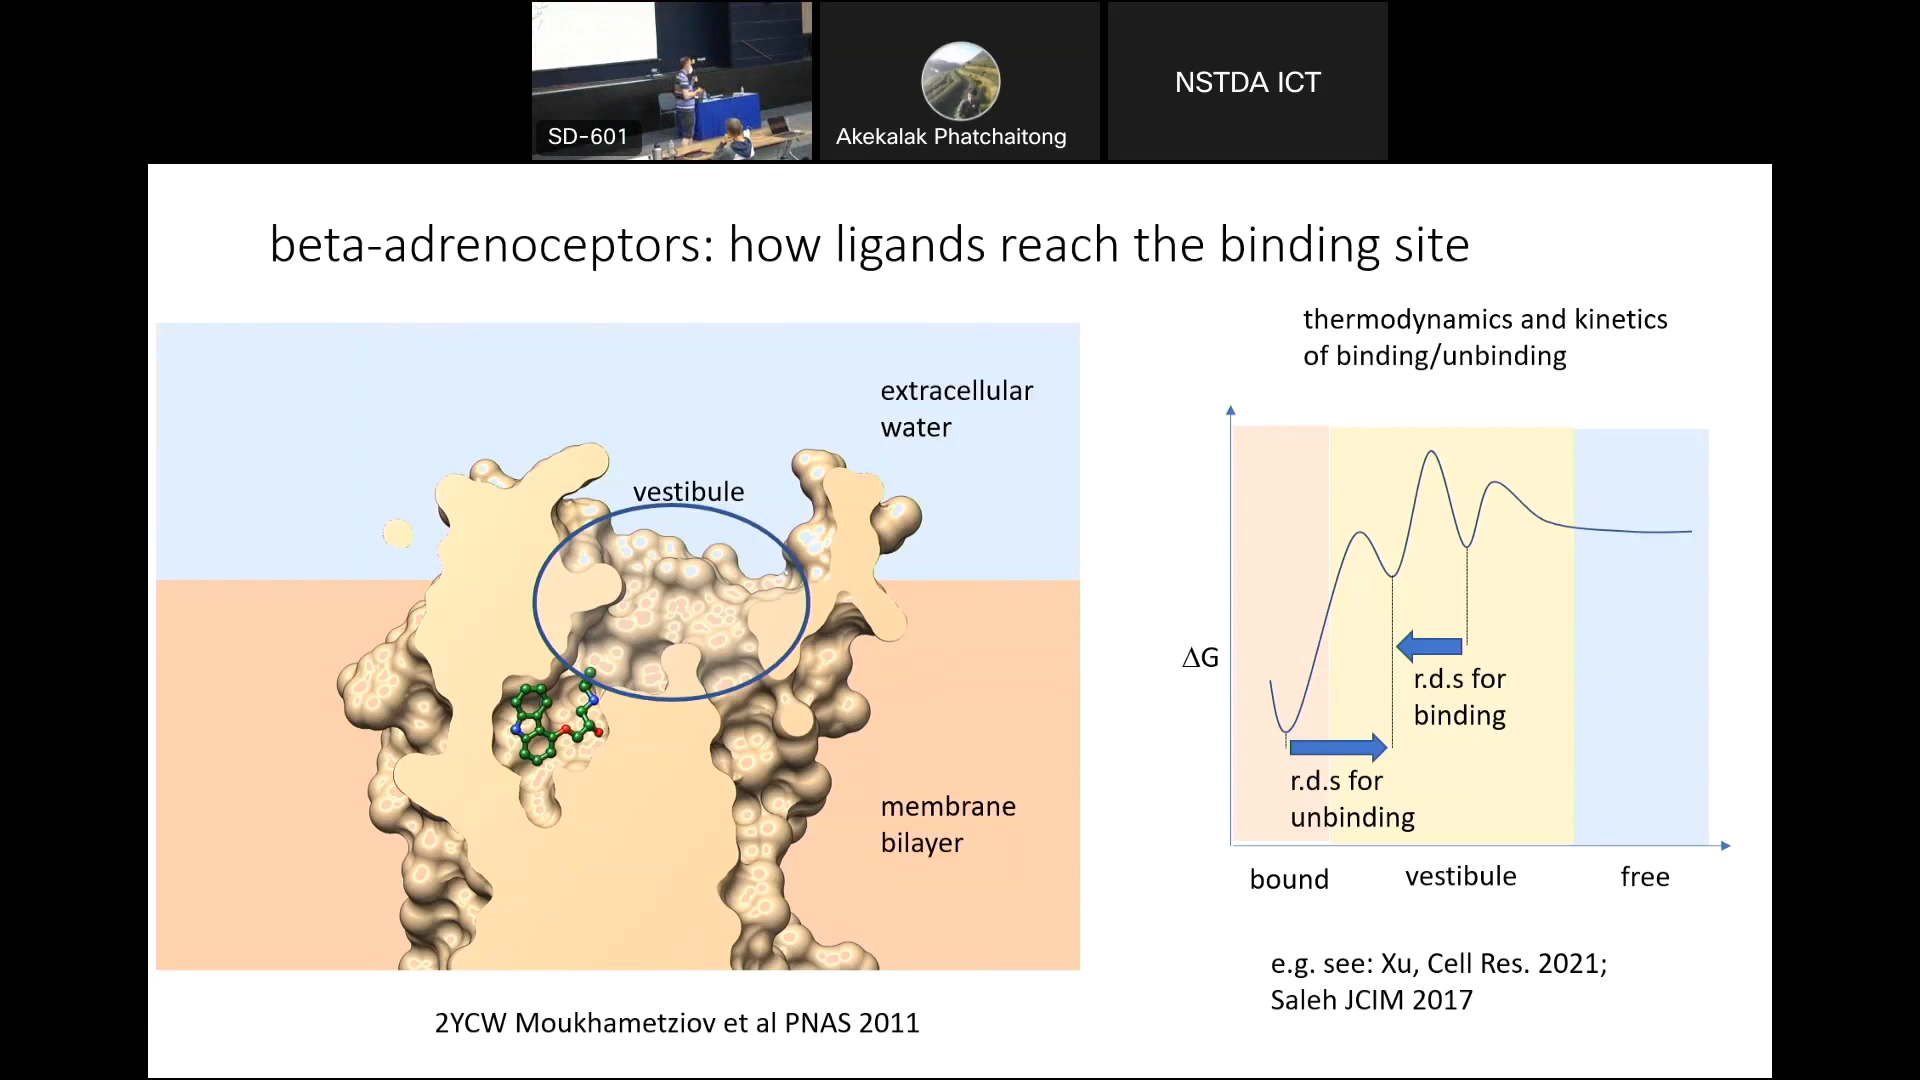 SD-601
Akekalak Phatchaitong
NSTDA ICT
beta-adrenoceptors: how ligands reach the binding site
extracellular
water
vestibule
membrane
bilayer
2YCW Moukhametziov et al PNAS 2011
thermodynamics and kinetics
of binding/unbinding
ΔG
r.d.s for
binding
r.d.s for
unbinding
bound
vestibule
free
e.g. see: Xu, Cell Res. 2021;
Saleh JCIM 2017